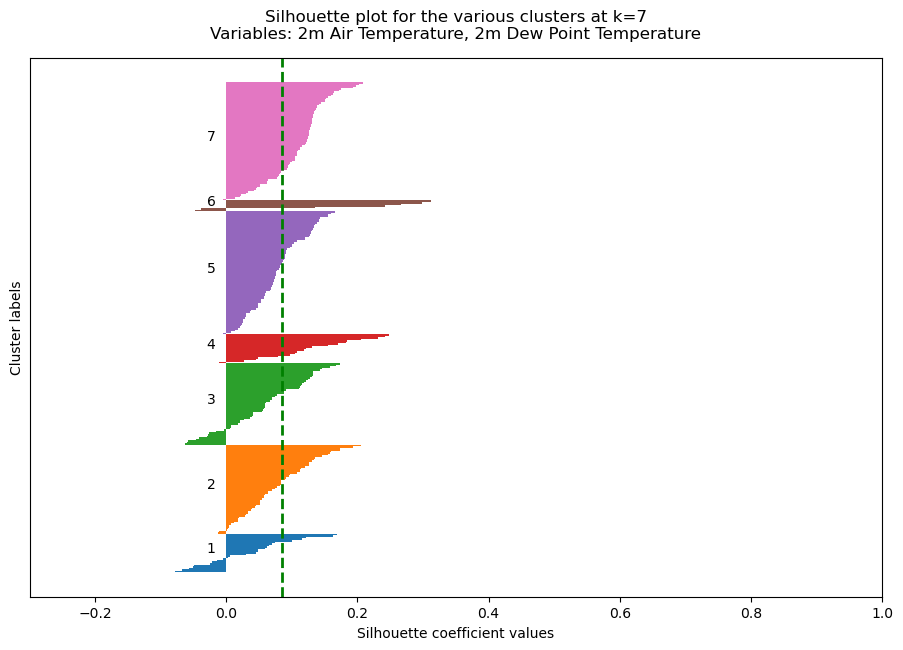 Silhouette plot for the various clusters at k=7
Variables: 2m Air Temperature, 2m Dew Point Temperature
Cluster labels
7
6
5
4
3
2
1
−0.2 0.0 0.2 0.4 0.6 0.8 1.0
Silhouette coefficient values